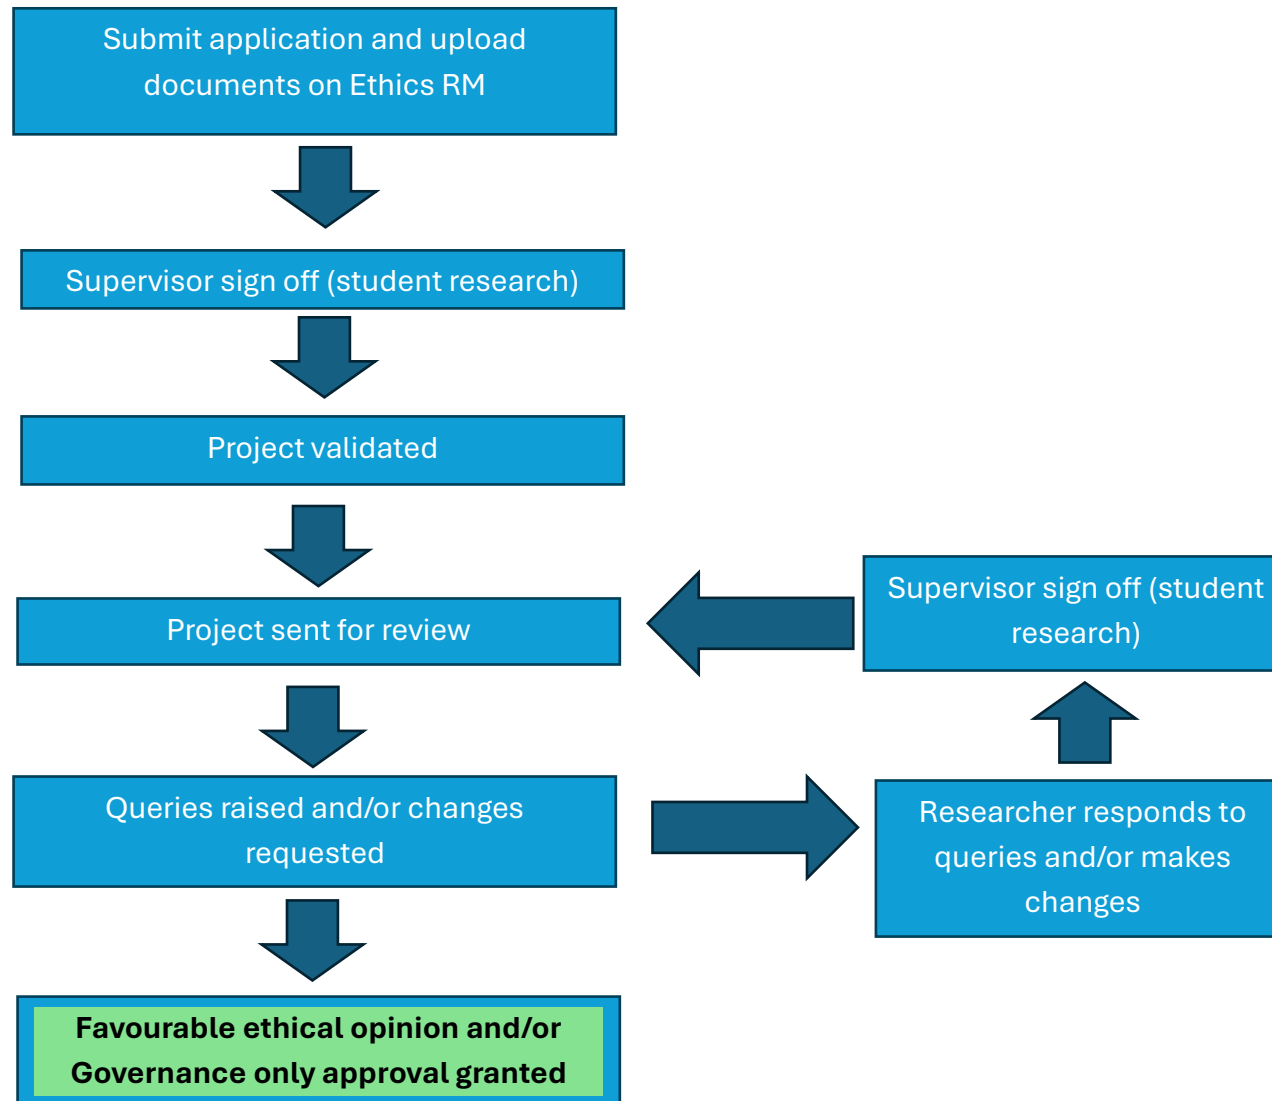 Submit application and upload
documents on Ethics RM
Supervisor sign off (student research)
Project validated
Project sent for review
Supervisor sign off (student
research)
Queries raised and/or changes
requested
Researcher responds to
queries and/or makes
changes
Favourable ethical opinion and/or
Governance only approval granted